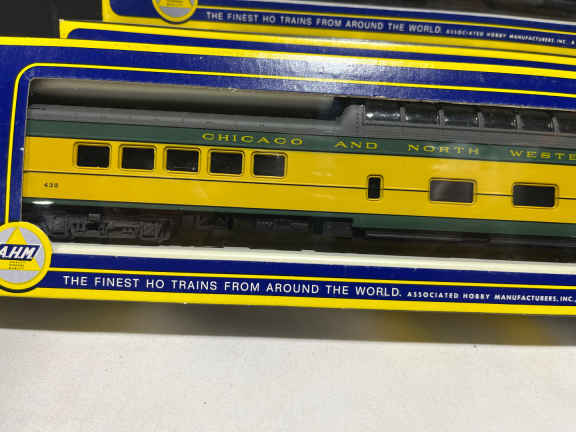 THE FINEST HO TRAINS FROM AROUND THE WORLD. ASSOCIATED HOBBY MANUFACTURERS, INC.
CHICAGO AND NORTH WESTE
438
A.H.M
THE FINEST HO TRAINS FROM AROUND THE WORLD. ASSOCIATED HOBBY MANUFACTURERS, INC.